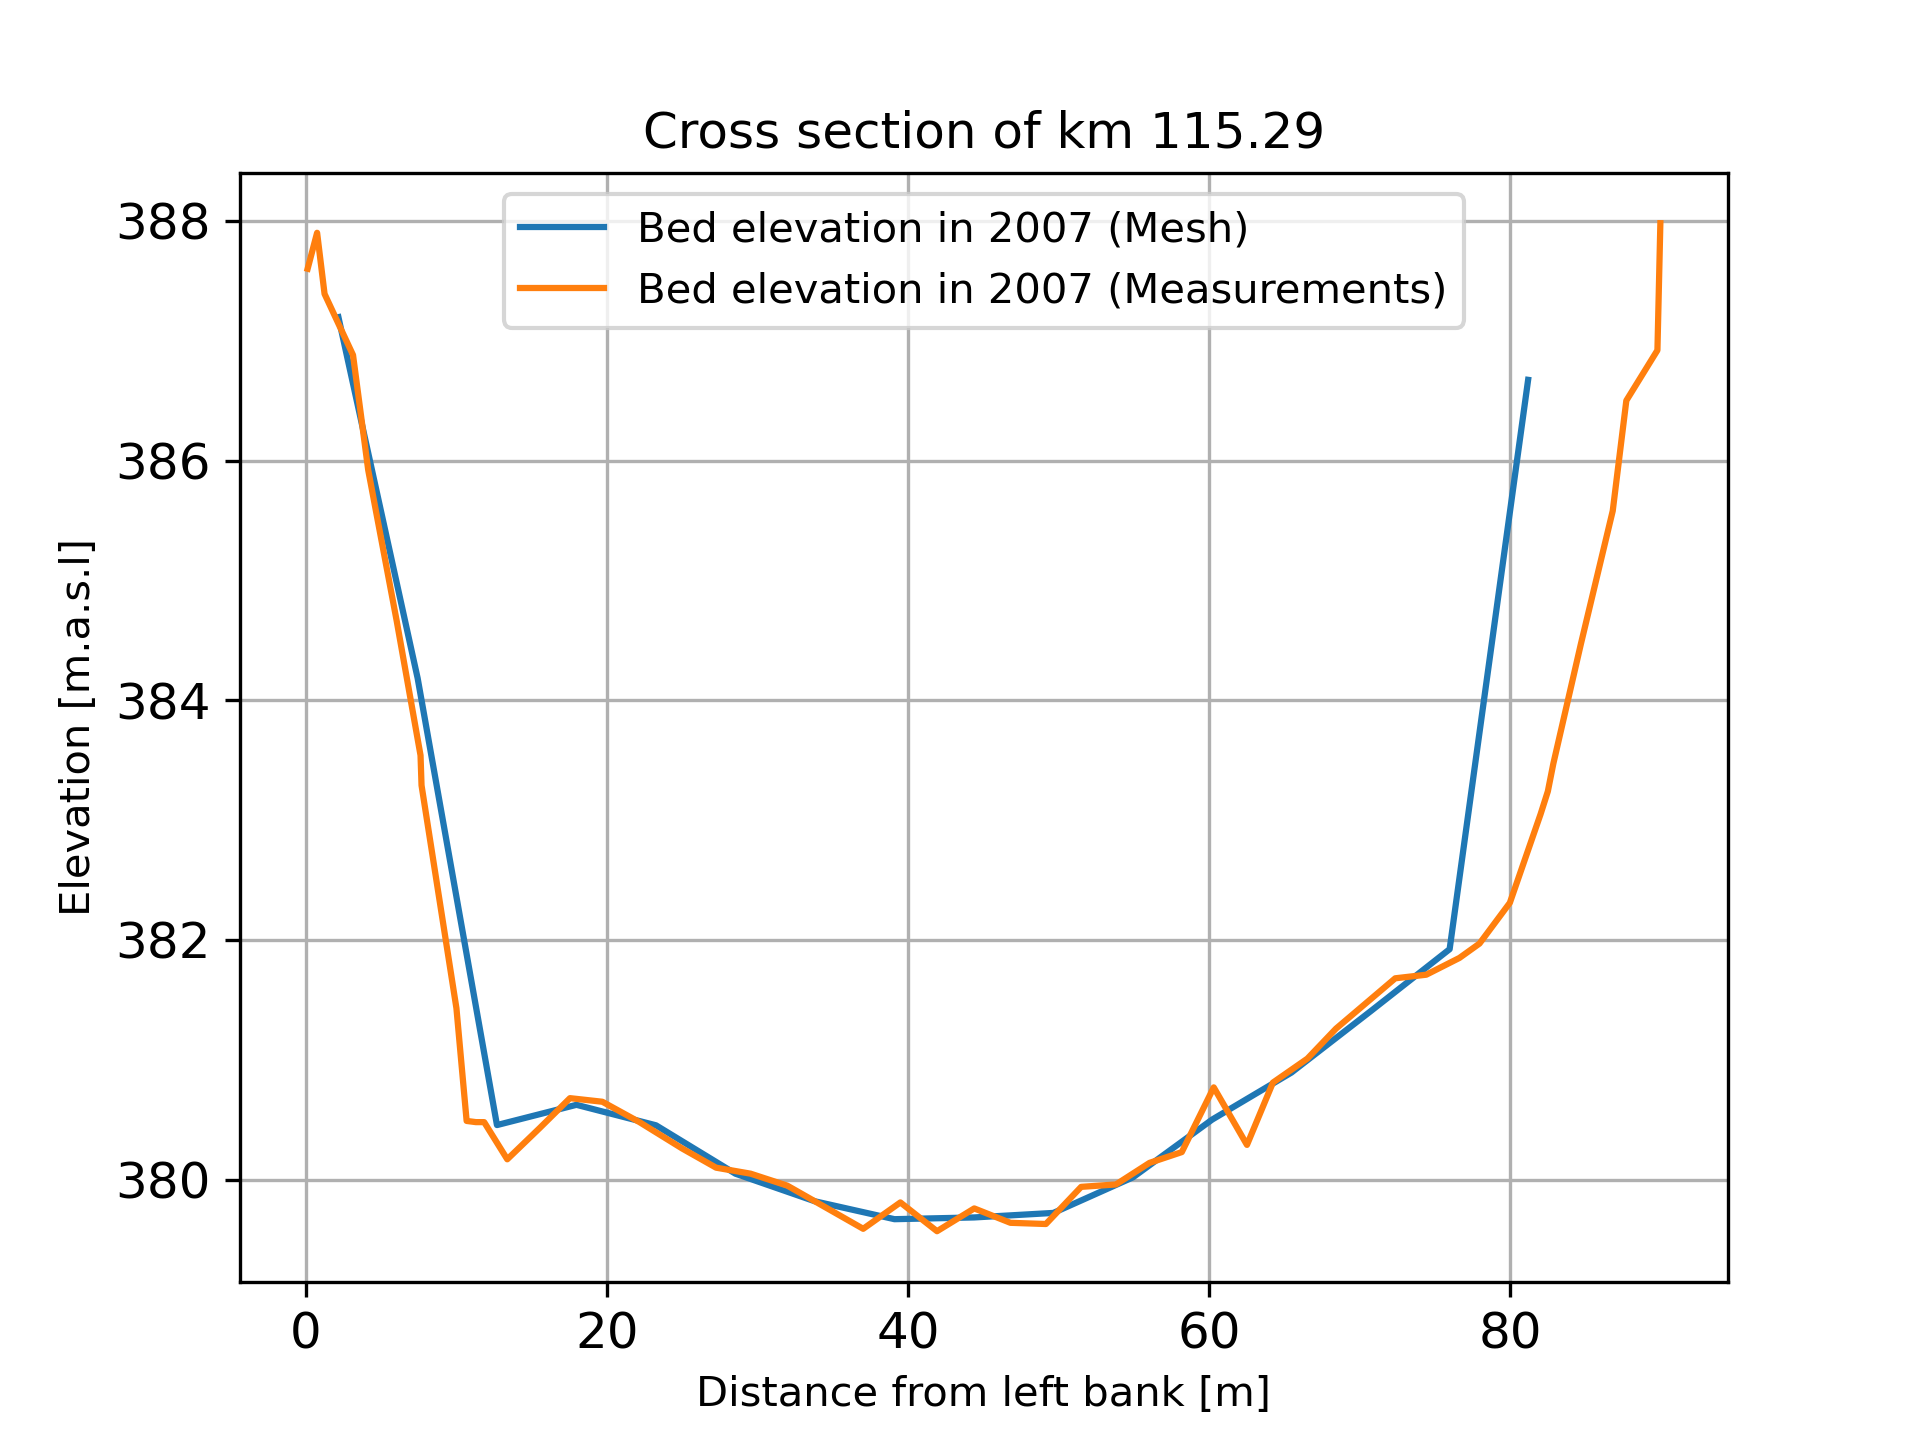 Cross section of km 115.29
Bed elevation in 2007 (Mesh)
Bed elevation in 2007 (Measurements)
Elevation [m.a.s.l]
388
386
384
382
380
0 20 40 60 80
Distance from left bank [m]